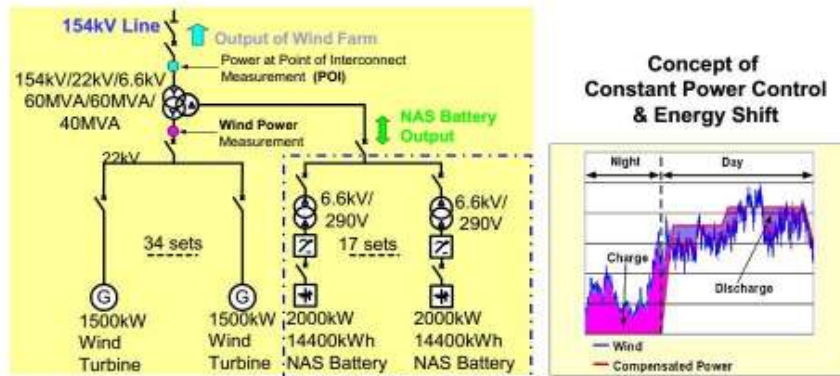 154kV Line
Output of Wind Farm
Power at Point of Interconnect
Measurement (POI)
154kV/22kV/6.6kV
60MVA/60MVA/
40MVA
Wind Power
Measurement
NAS Battery
Output
22kV
6.6kV/
290V
6.6kV/
290V
34 sets
17 sets
G
G
1500kW
Wind
Turbine
1500kW
Wind
Turbine
2000kW
14400kWh
NAS Battery
2000kW
14400kWh
NAS Battery
Concept of
Constant Power Control
& Energy Shift
Night
Day
Charge
Discharge
Wind
Compensated Power